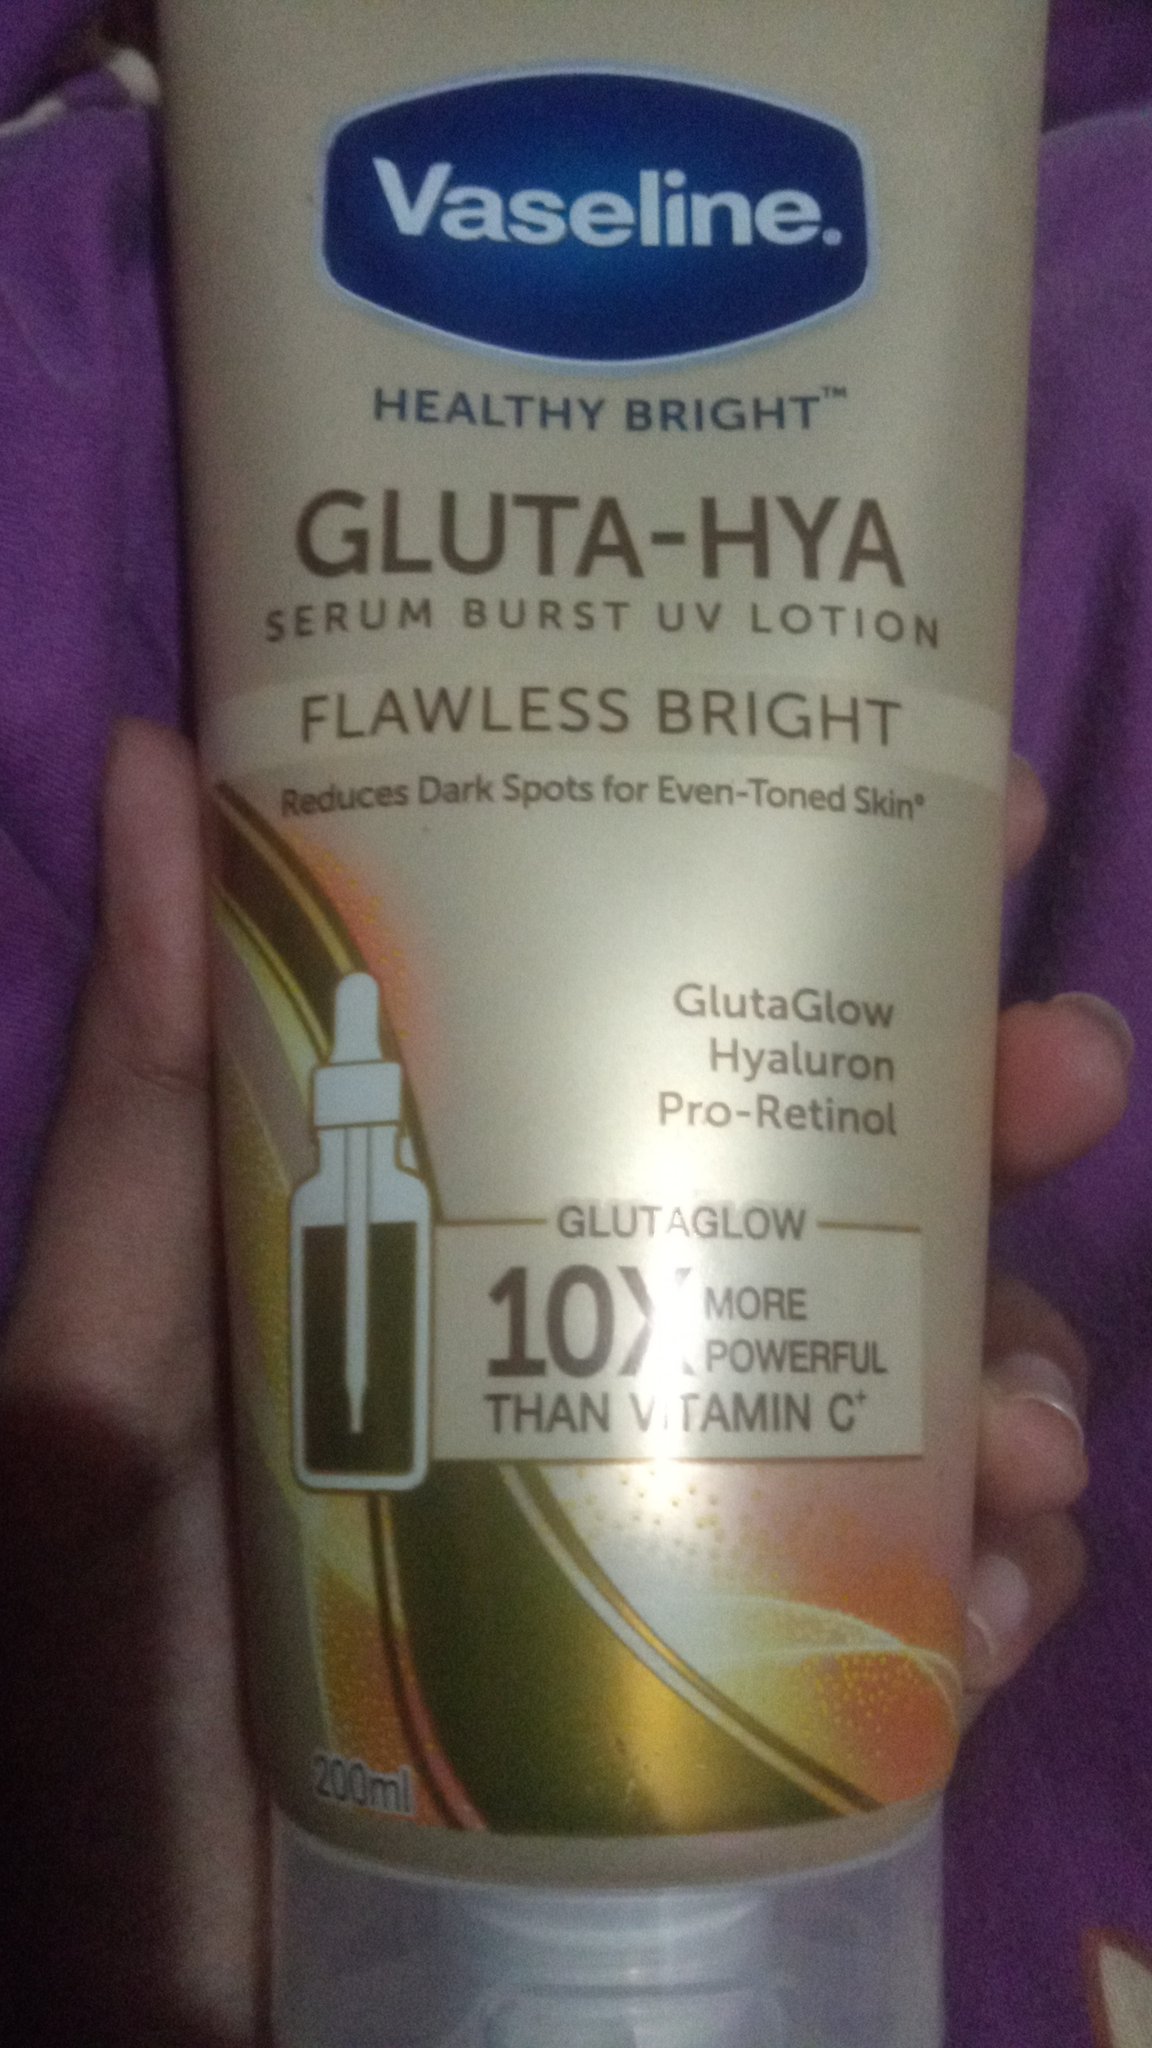 Vaseline.
HEALTHY BRIGHT™
GLUTA-HYA
SERUM BURST UV LOTION
FLAWLESS BRIGHT
Reduces Dark Spots for Even-Toned Skin°
GlutaGlow
Hyaluron
Pro-Retinol
GLUTAGLOW
10X MORE
POWERFUL
THAN VITAMIN C⁺
200ml